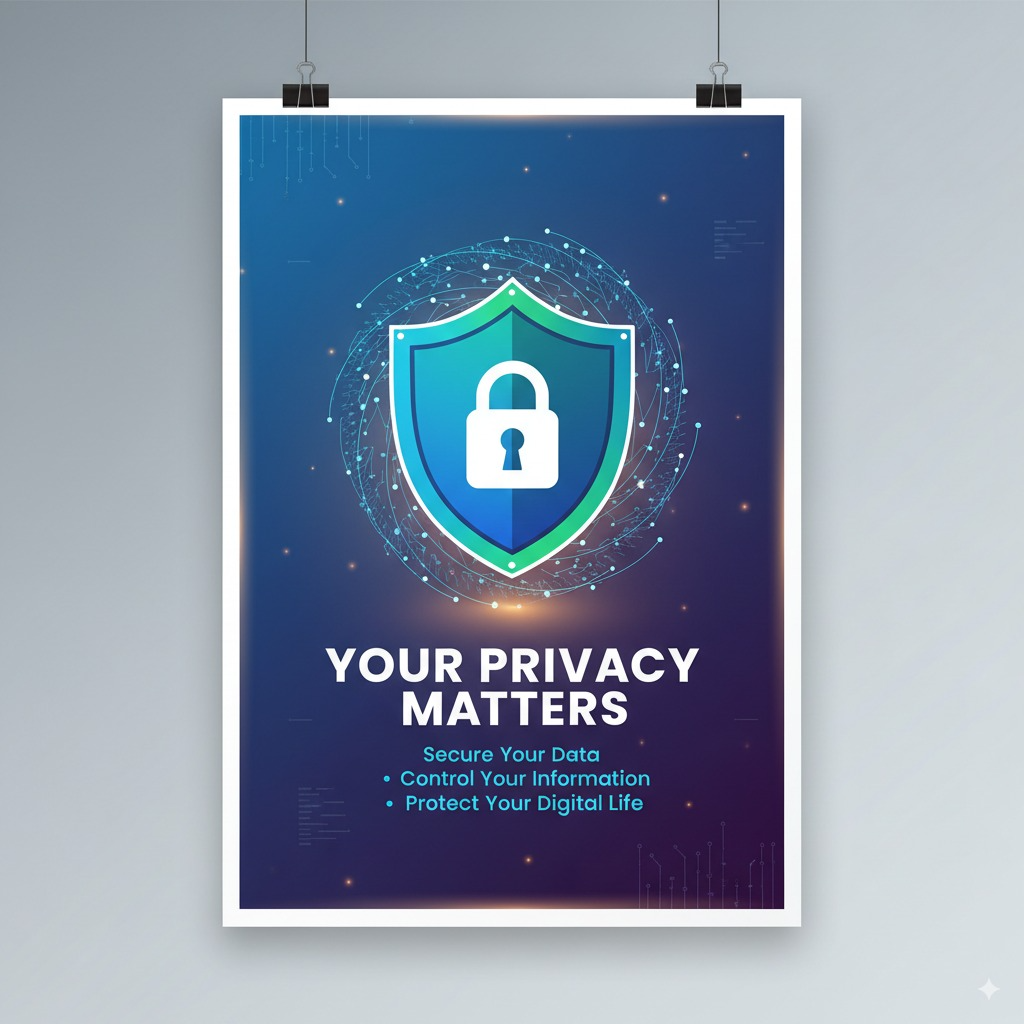 YOUR PRIVACY
MATTERS
Secure Your Data
• Control Your Information
• Protect Your Digital Life